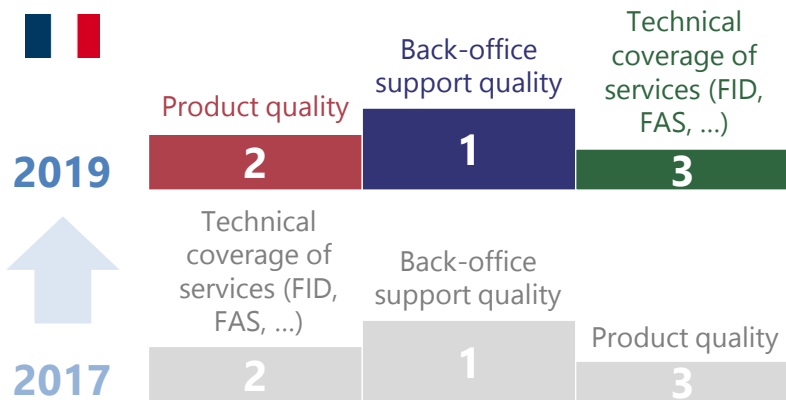 Product quality
Back-office
support quality
Technical
coverage of
services (FID,
FAS, ...)
2019
2
1
3
Technical
coverage of
services (FID,
FAS, ...)
Back-office
support quality
Product quality
2017
2
1
3